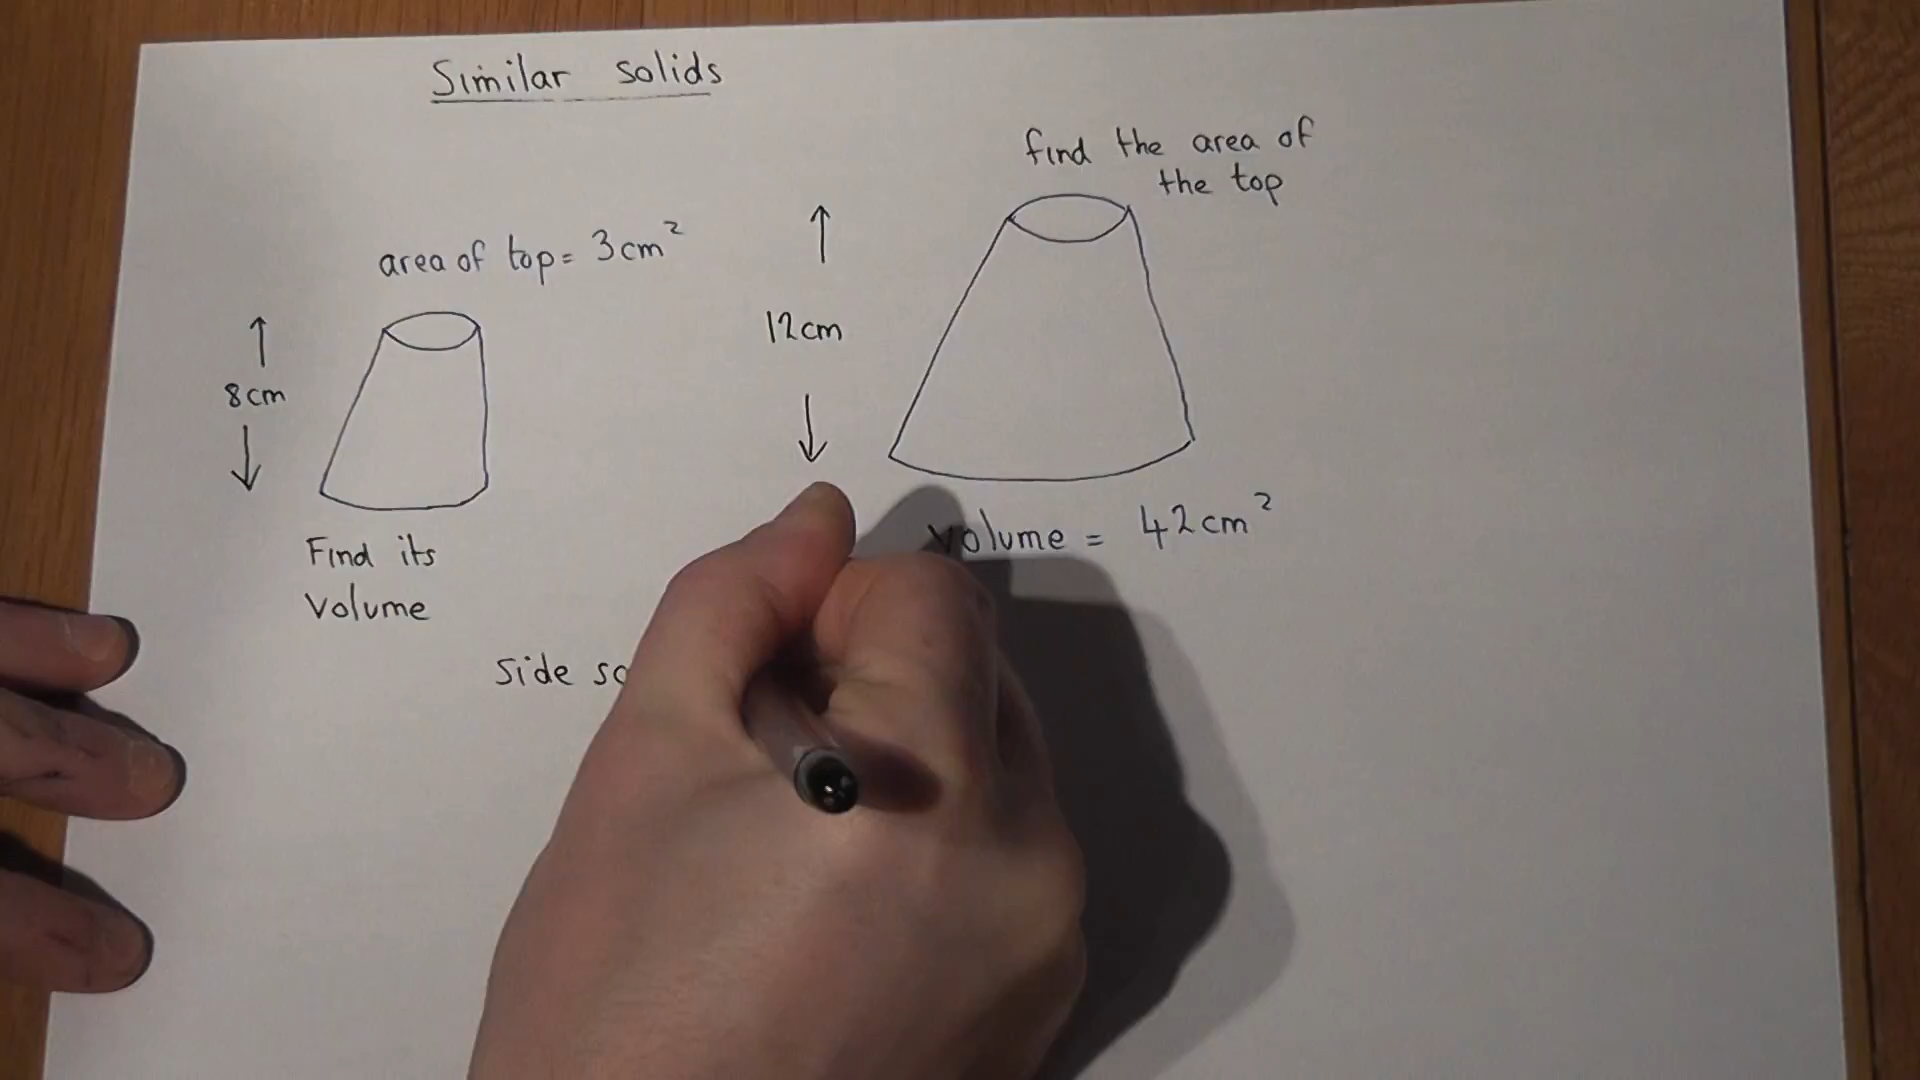 Similar solids
find the area of
the top
area of top = 3cm²
12cm
8cm
volume = 42cm²
Find its
Volume
Side